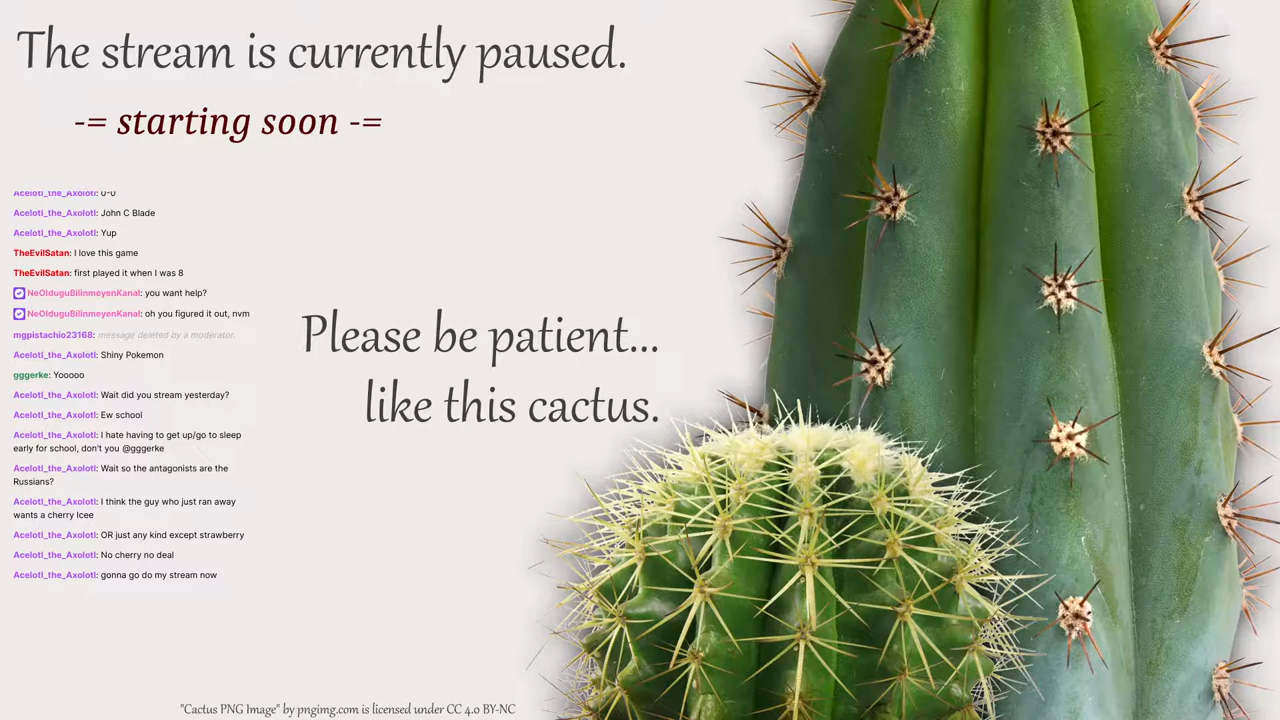 The stream is currently paused.
-= starting soon -=
Acelotl_the_Axolotl: 0-0
Acelotl_the_Axolotl: John C Blade
Acelotl_the_Axolotl: Yup
TheEvilSatan: I love this game
TheEvilSatan: first played it when I was 8
NeOlduguBilinmeyenKanal: you want help?
NeOlduguBilinmeyenKanal: oh you figured it out, nvm
mgpistachio23168: message deleted by a moderator.
Acelotl_the_Axolotl: Shiny Pokemon
gggerke: Yooooo
Acelotl_the_Axolotl: Wait did you stream yesterday?
Acelotl_the_Axolotl: Ew school
Acelotl_the_Axolotl: I hate having to get up/go to sleep
early for school, don't you @gggerke
Acelotl_the_Axolotl: Wait so the antagonists are the
Russians?
Acelotl_the_Axolotl: I think the guy who just ran away
wants a cherry Icee
Acelotl_the_Axolotl: OR just any kind except strawberry
Acelotl_the_Axolotl: No cherry no deal
Acelotl_the_Axolotl: gonna go do my stream now
Please be patient...
like this cactus.
"Cactus PNG Image" by pngimg.com is licensed under CC 4.0 BY-NC